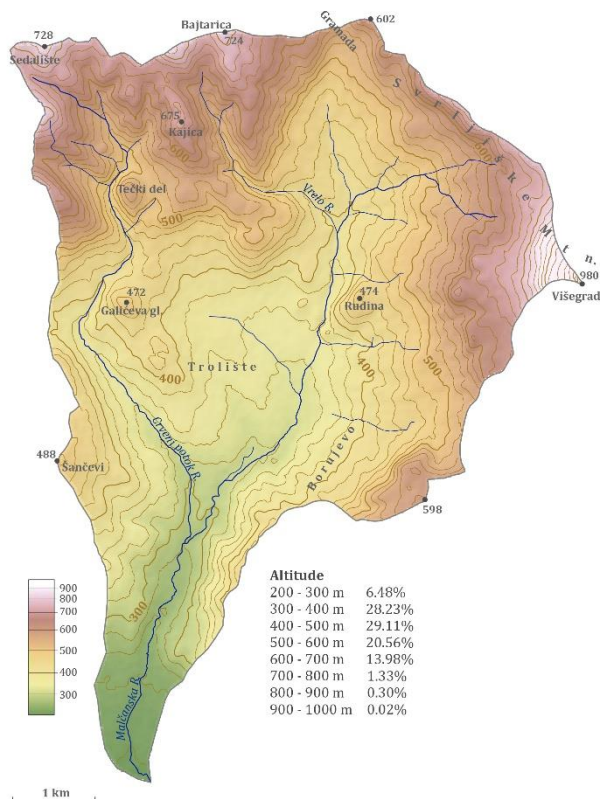 602
Gramada
Bajtarica
724
728
Sedalište
Svrljiške Mtn.
675
Kajica
600
600
Tečki del
500
Vrelo R.
980
Višegrad
472
Galičeva gl.
474
Rudina
400
Trolište
400
500
488
Šančevi
Crveni potok R.
Borujevo
598
900
800
700
600
500
400
300
300
Altitude
200 - 300 m 6.48%
300 - 400 m 28.23%
400 - 500 m 29.11%
500 - 600 m 20.56%
600 - 700 m 13.98%
700 - 800 m 1.33%
800 - 900 m 0.30%
900 - 1000 m 0.02%
Malčanska R.
1 km